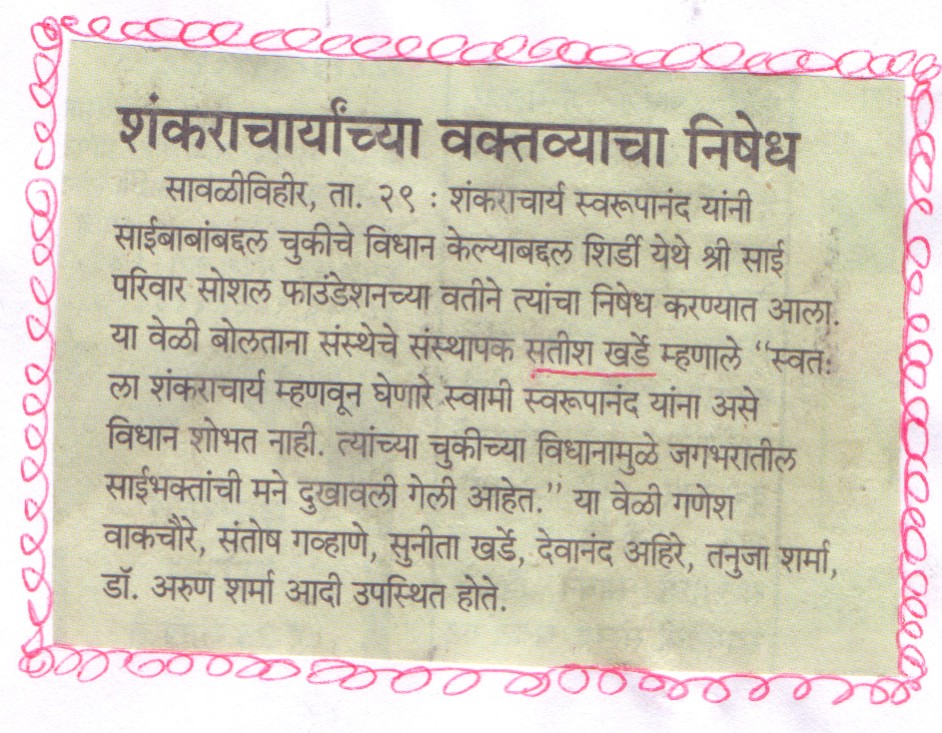 शंकराचार्यांच्या वक्तव्याचा निषेध
सावळीविहीर, ता. २९ : शंकराचार्य स्वरूपानंद यांनी
साईबाबांबद्दल चुकीचे विधान केल्याबद्दल शिर्डी येथे श्री साई
परिवार सोशल फाउंडेशनच्या वतीने त्यांचा निषेध करण्यात आला.
या वेळी बोलताना संस्थेचे संस्थापक सतीश खर्डे म्हणाले “स्वतः
ला शंकराचार्य म्हणवून घेणारे स्वामी स्वरूपानंद यांना असे
विधान शोभत नाही. त्यांच्या चुकीच्या विधानामुळे जगभरातील
साईभक्तांची मने दुखावली गेली आहेत.” या वेळी गणेश
वाकचौरे, संतोष गव्हाणे, सुनीता खर्डे, देवानंद अहिरे, तनुजा शर्मा,
डॉ. अरुण शर्मा आदी उपस्थित होते.